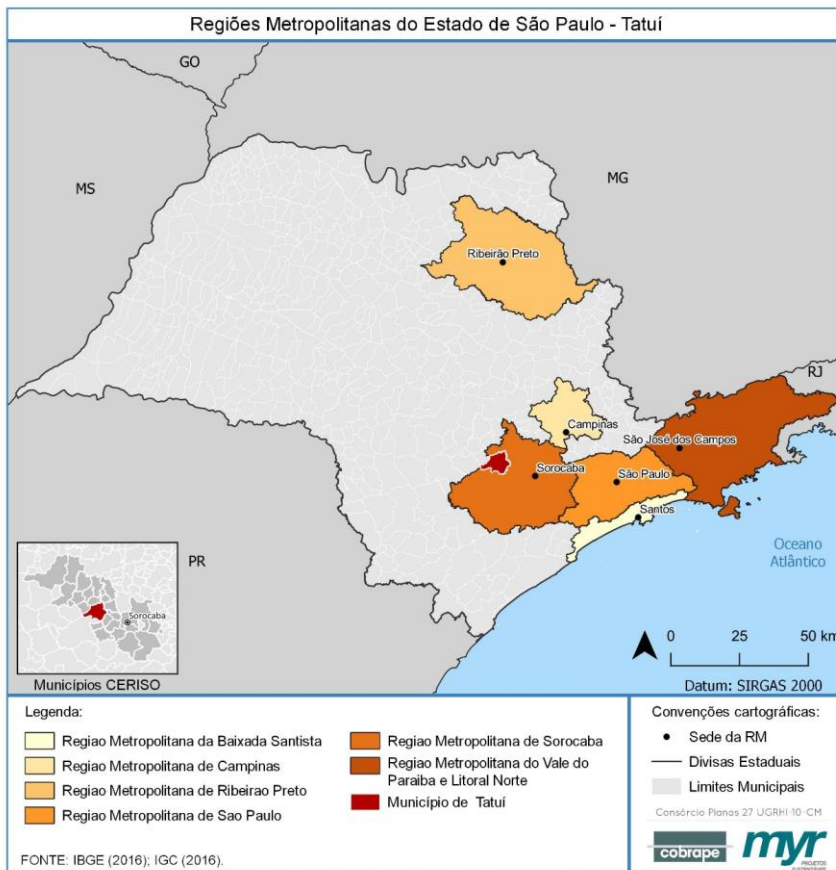 Regiões Metropolitanas do Estado de São Paulo - Tatuí
GO
MS
MG
Ribeirão Preto
RJ
Campinas
São José dos Campos
Sorocaba
São Paulo
Santos
PR
Oceano
Atlântico
Sorocaba
Municípios CERISO
0 25 50 km
Datum: SIRGAS 2000
Legenda:
Regiao Metropolitana da Baixada Santista
Regiao Metropolitana de Campinas
Regiao Metropolitana de Ribeirao Preto
Regiao Metropolitana de Sao Paulo
Regiao Metropolitana de Sorocaba
Regiao Metropolitana do Vale do
Paraiba e Litoral Norte
Município de Tatuí
FONTE: IBGE (2016); IGC (2016).
Convenções cartográficas:
Sede da RM
Divisas Estaduais
Limites Municipais
Consórcio Planos 27 UGRHI-10-CM
cobrape
myr
PROJETOS